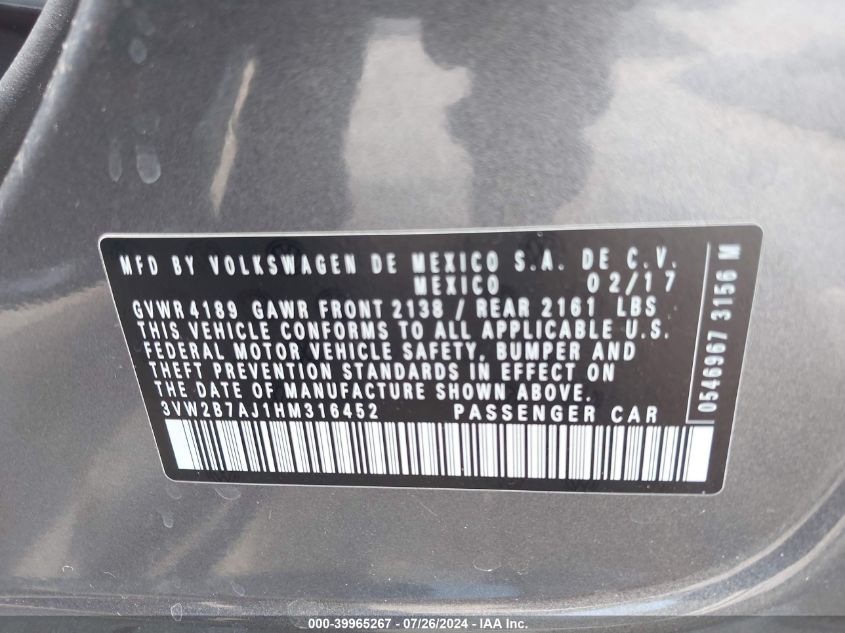 MFD BY VOLKSWAGEN DE MEXICO S.A. DE C.V.
MEXICO 02/17
GVWR 4189 GAWR FRONT 2138 / REAR 2161 LBS
THIS VEHICLE CONFORMS TO ALL APPLICABLE U.S.
FEDERAL MOTOR VEHICLE SAFETY, BUMPER AND
THEFT PREVENTION STANDARDS IN EFFECT ON
THE DATE OF MANUFACTURE SHOWN ABOVE.
3VW2B7AJ1HM316452 PASSENGER CAR
0546967 3156 M
000-39965267 - 07/26/2024 - IAA Inc.